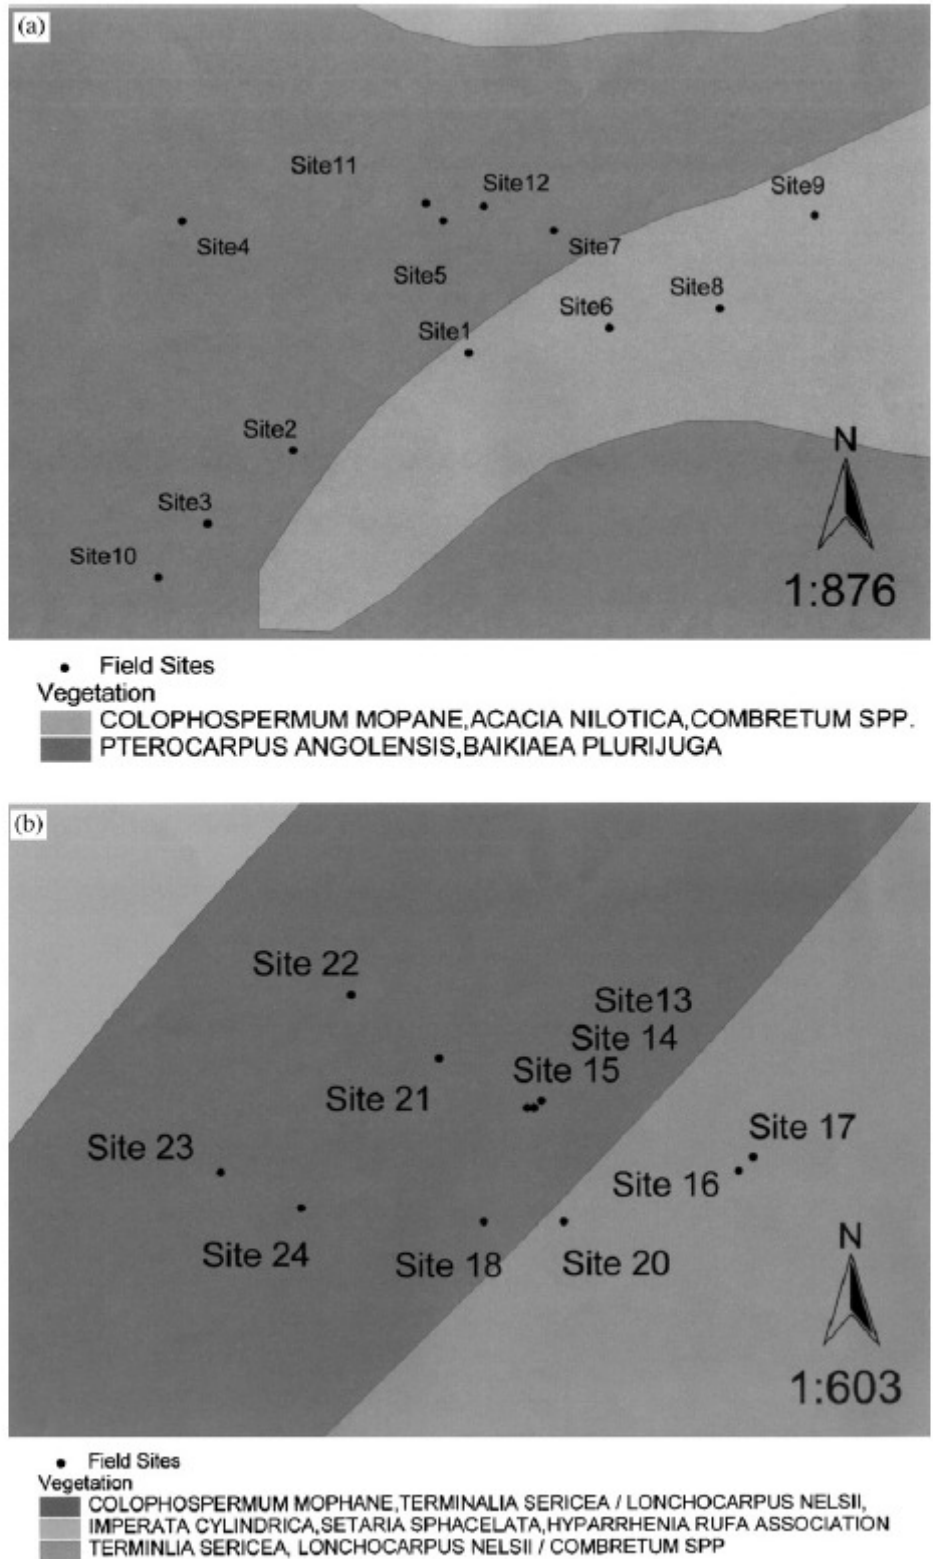 (a)
Site11
Site12
Site9
Site4
Site7
Site5
Site8
Site6
Site1
Site2
N
Site3
Site10
1:876
Field Sites
Vegetation
COLOPHOSPERMUM MOPANE,ACACIA NILOTICA,COMBRETUM SPP.
PTEROCARPUS ANGOLENSIS,BAIKIAEA PLURIJUGA
(b)
Site 22
Site13
Site 14
Site 15
Site 21
Site 17
Site 23
Site 16
Site 24
Site 18
Site 20
N
1:603
Field Sites
Vegetation
COLOPHOSPERMUM MOPHANE,TERMINALIA SERICEA / LONCHOCARPUS NELSII,
IMPERATA CYLINDRICA,SETARIA SPHACELATA,HYPARRHENIA RUFA ASSOCIATION
TERMINLIA SERICEA, LONCHOCARPUS NELSII / COMBRETUM SPP